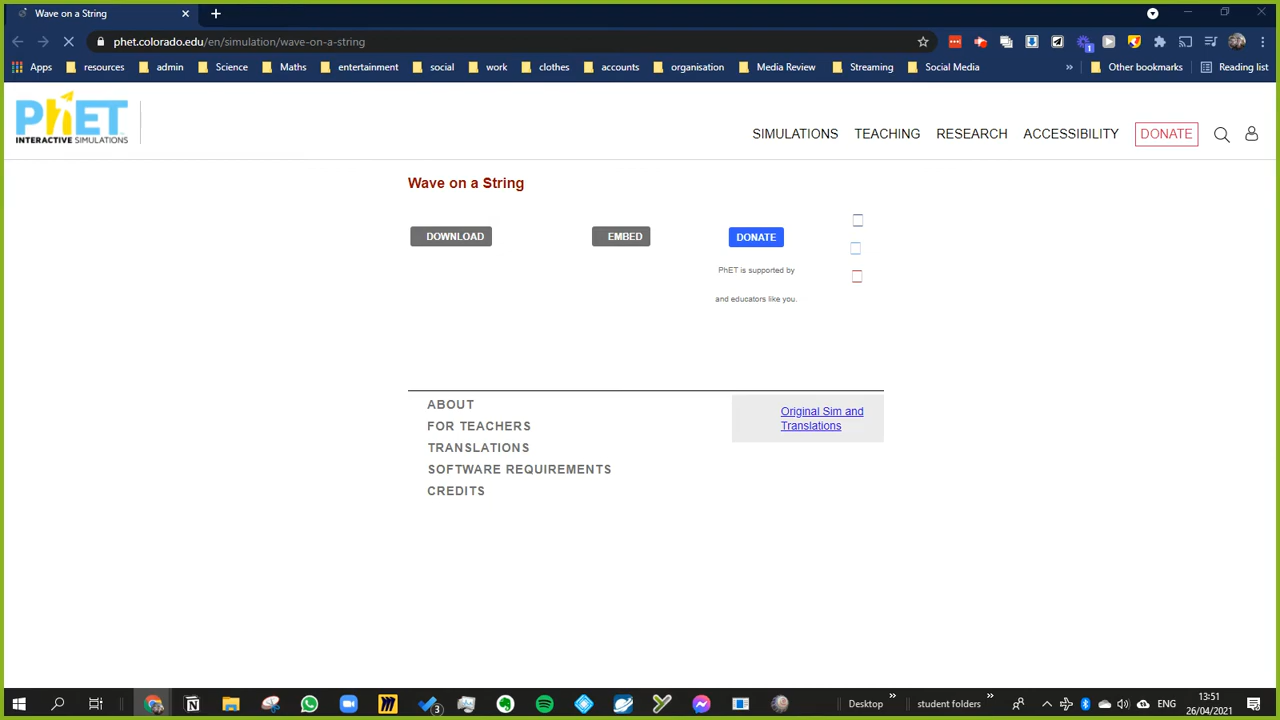 Wave on a String
phet.colorado.edu/en/simulation/wave-on-a-string
1
Apps resources admin Science Maths entertainment social work clothes accounts organisation Media Review Streaming Social Media » Other bookmarks Reading list
PhET
INTERACTIVE SIMULATIONS
SIMULATIONS TEACHING RESEARCH ACCESSIBILITY DONATE
Wave on a String
DOWNLOAD EMBED DONATE
PhET is supported by
and educators like you.
ABOUT
FOR TEACHERS
TRANSLATIONS
SOFTWARE REQUIREMENTS
CREDITS
Original Sim and
Translations
3
Desktop » student folders » ENG
13:51
26/04/2021